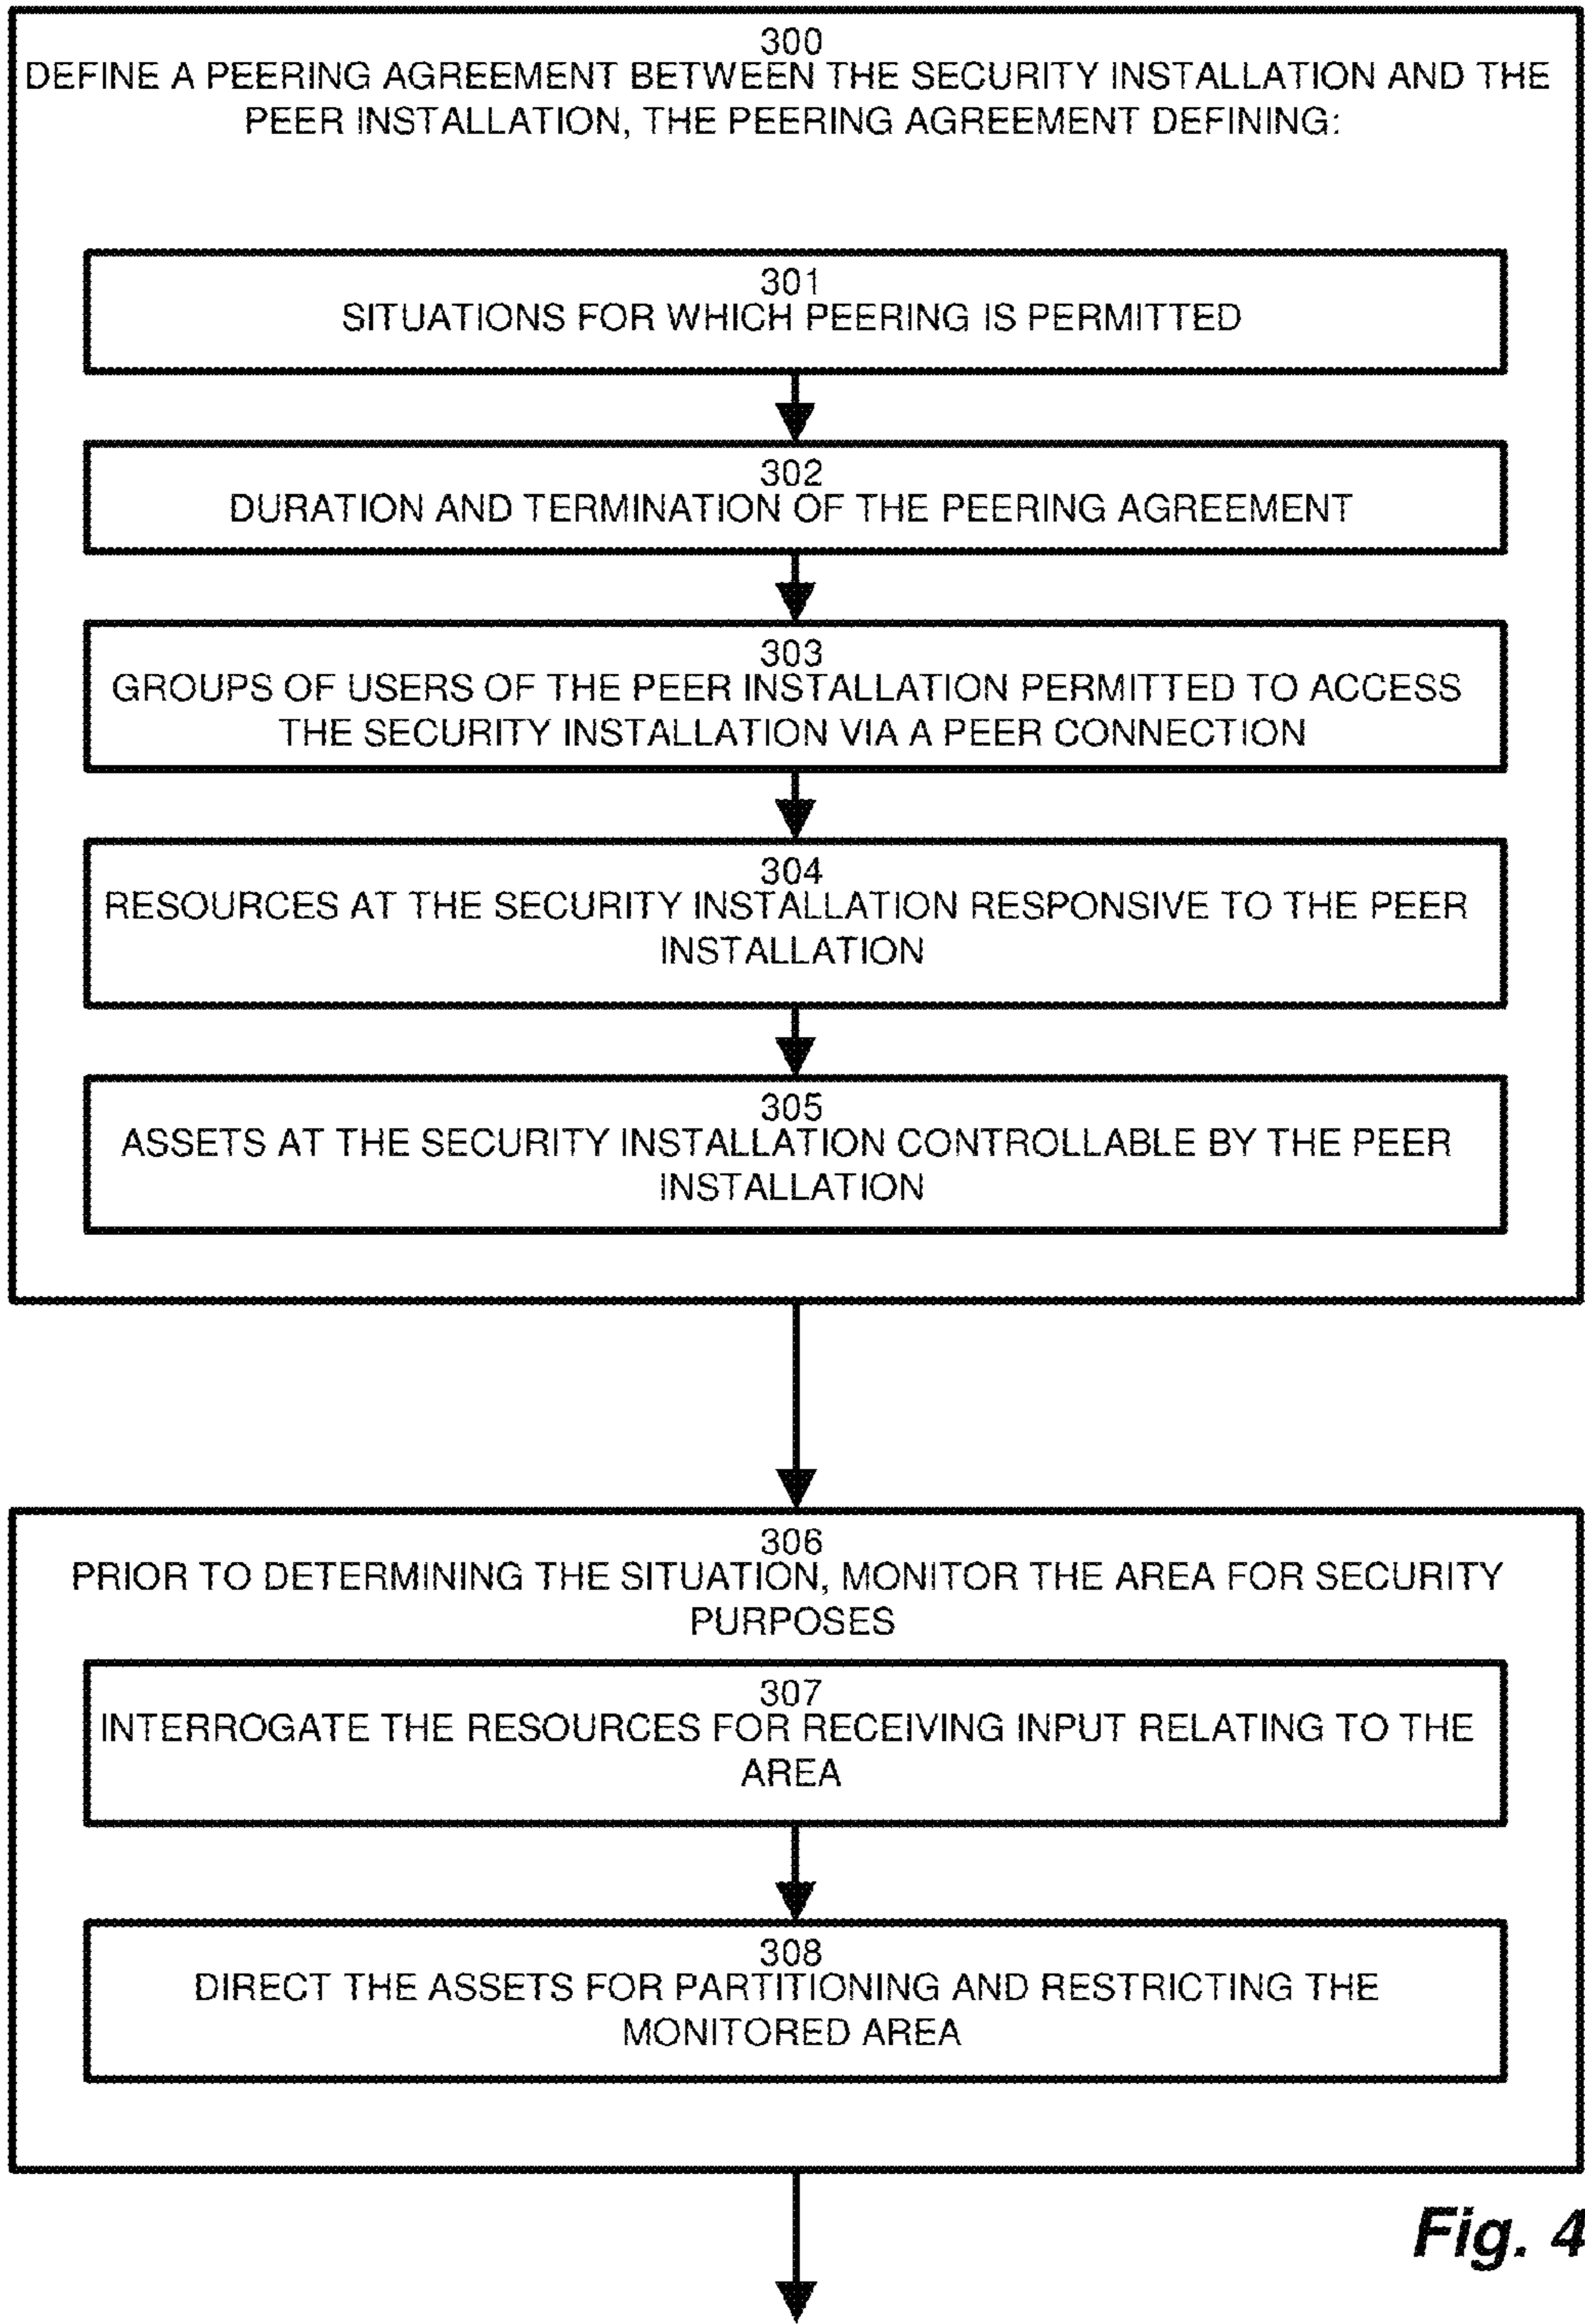 300
DEFINE A PEERING AGREEMENT BETWEEN THE SECURITY INSTALLATION AND THE
PEER INSTALLATION, THE PEERING AGREEMENT DEFINING:
301
SITUATIONS FOR WHICH PEERING IS PERMITTED
302
DURATION AND TERMINATION OF THE PEERING AGREEMENT
303
GROUPS OF USERS OF THE PEER INSTALLATION PERMITTED TO ACCESS
THE SECURITY INSTALLATION VIA A PEER CONNECTION
304
RESOURCES AT THE SECURITY INSTALLATION RESPONSIVE TO THE PEER
INSTALLATION
305
ASSETS AT THE SECURITY INSTALLATION CONTROLLABLE BY THE PEER
INSTALLATION
306
PRIOR TO DETERMINING THE SITUATION, MONITOR THE AREA FOR SECURITY
PURPOSES
307
INTERROGATE THE RESOURCES FOR RECEIVING INPUT RELATING TO THE
AREA
308
DIRECT THE ASSETS FOR PARTITIONING AND RESTRICTING THE
MONITORED AREA
Fig. 4